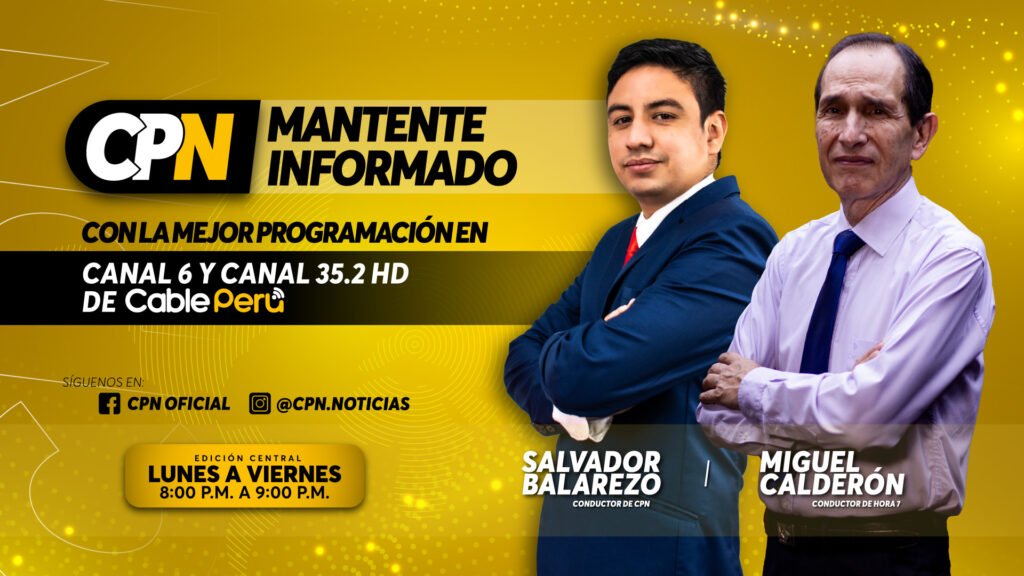 CPN
MANTENTE
INFORMADO
CON LA MEJOR PROGRAMACIÓN EN
CANAL 6 Y CANAL 35.2 HD
DE Cable Perú
SÍGUENOS EN:
CPN OFICIAL @CPN.NOTICIAS
EDICIÓN CENTRAL
LUNES A VIERNES
8:00 P.M. A 9:00 P.M.
SALVADOR
BALAREZO
CONDUCTOR DE CPN
MIGUEL
CALDERÓN
CONDUCTOR DE HORA 7